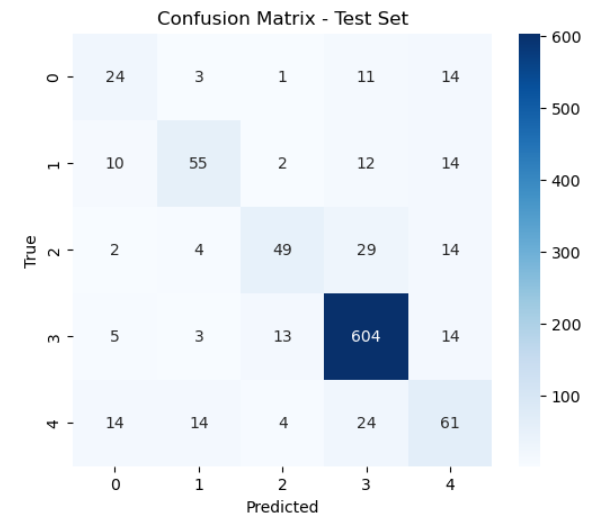 Confusion Matrix - Test Set
600
0 24 3 1 11 14
500
1 10 55 2 12 14
400
True
2 2 4 49 29 14
300
3 5 3 13 604 14
200
4 14 14 4 24 61
100
0 1 2 3 4
Predicted